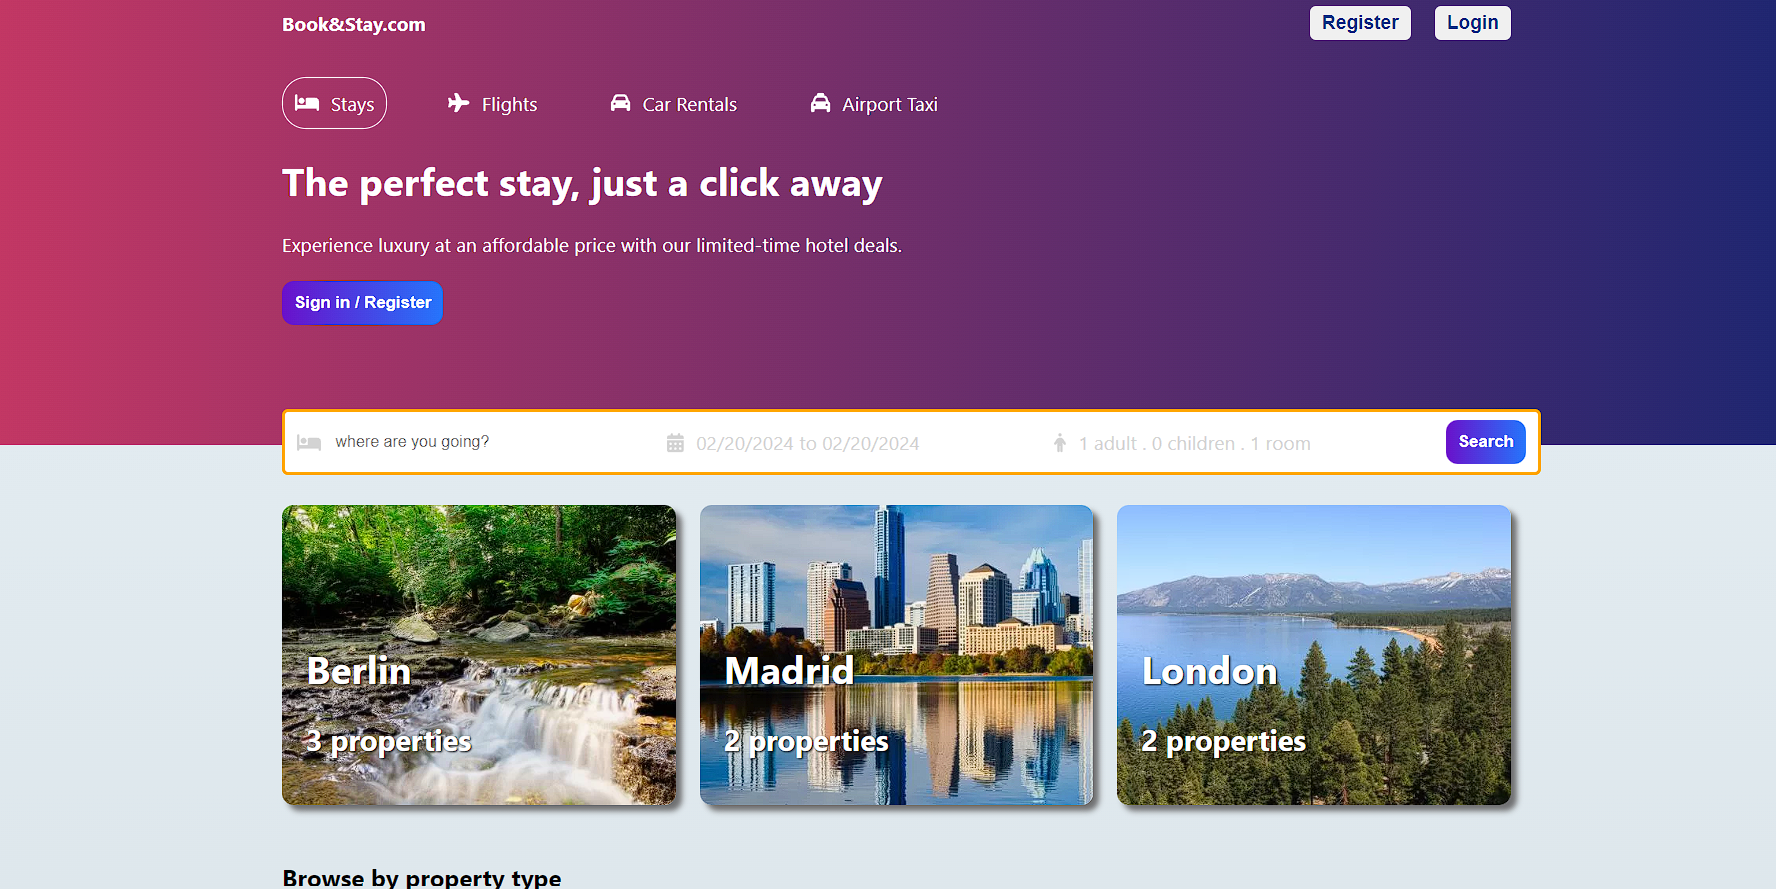 Book&Stay.com
Register
Login
Stays
Flights
Car Rentals
Airport Taxi
The perfect stay, just a click away
Experience luxury at an affordable price with our limited-time hotel deals.
Sign in / Register
where are you going?
02/20/2024 to 02/20/2024
1 adult . 0 children . 1 room
Search
Berlin
3 properties
Madrid
2 properties
London
2 properties
Browse by property type